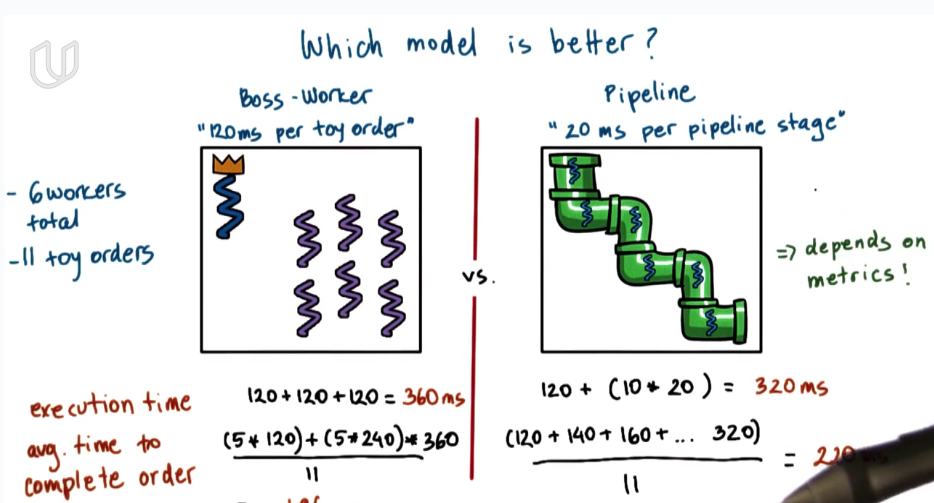 Which model is better?
Boss-Worker
"120ms per toy order"
Pipeline
"20 ms per pipeline stage"
- 6 workers
total
- 11 toy orders
vs.
=> depends on
metrics!
execution time
120 + 120 + 120 = 360 ms
120 + (10 * 20) = 320 ms
avg. time to
complete order
(5 * 120) + (5 * 240) + 360
11
(120 + 140 + 160 + ... 320)
11
=